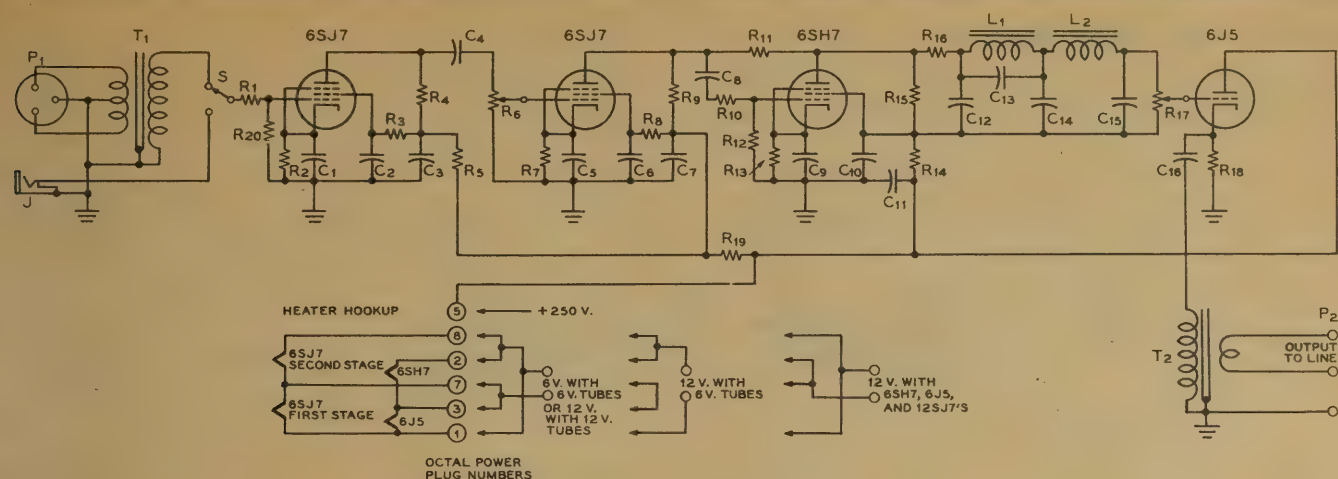 P1
T1
S
R1
R20
6SJ7
R2
C1
C2
R3
R4
C3
C4
R5
R6
6SJ7
R7
C5
C6
R8
R9
C7
R11
C8
R10
R12
R13
6SH7
C9
C10
C11
R14
R15
R16
L1
L2
C12
C13
C14
C15
R17
6J5
C16
R18
J
R19
HEATER HOOKUP
5
+250 V.
8
6SJ7
SECOND STAGE
6SH7
2
7
6SJ7
FIRST STAGE
3
6J5
1
6 V. WITH
6 V. TUBES
OR 12 V.
WITH 12 V.
TUBES
12 V. WITH
6 V. TUBES
12 V. WITH
6SH7, 6J5,
AND 12SJ7'S
T2
P2
OUTPUT
TO LINE
OCTAL POWER
PLUG NUMBERS